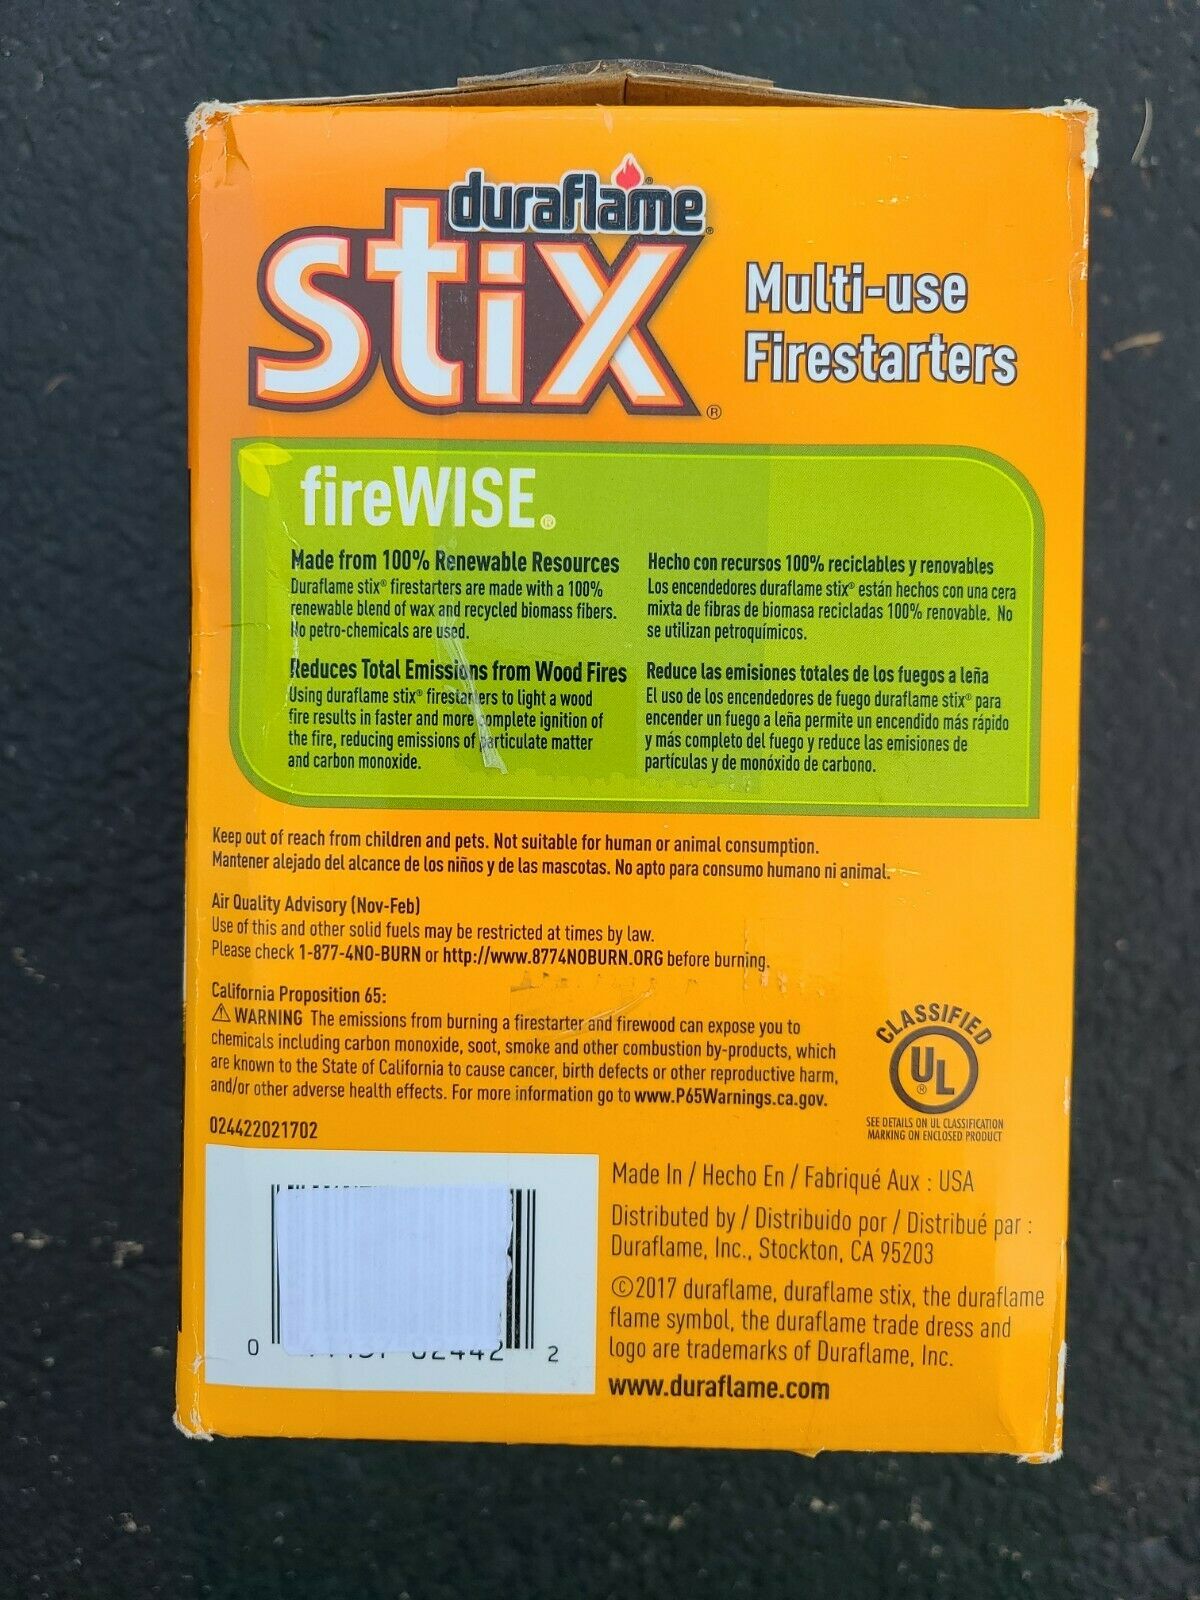 duraflame®
stix®
Multi-use
Firestarters
fireWISE®
Made from 100% Renewable Resources
Duraflame stix® firestarters are made with a 100%
renewable blend of wax and recycled biomass fibers.
No petro-chemicals are used.
Reduces Total Emissions from Wood Fires
Using duraflame stix® firestarters to light a wood
fire results in faster and more complete ignition of
the fire, reducing emissions of particulate matter
and carbon monoxide.
Hecho con recursos 100% reciclables y renovables
Los encendedores duraflame stix® están hechos con una cera
mixta de fibras de biomasa recicladas 100% renovable. No
se utilizan petroquímicos.
Reduce las emisiones totales de los fuegos a leña
El uso de los encendedores de fuego duraflame stix® para
encender un fuego a leña permite un encendido más rápido
y más completo del fuego y reduce las emisiones de
partículas y de monóxido de carbono.
Keep out of reach from children and pets. Not suitable for human or animal consumption.
Mantener alejado del alcance de los niños y de las mascotas. No apto para consumo humano ni animal.
Air Quality Advisory (Nov-Feb)
Use of this and other solid fuels may be restricted at times by law.
Please check 1-877-4NO-BURN or http://www.8774NOBURN.ORG before burning.
California Proposition 65:
⚠ WARNING The emissions from burning a firestarter and firewood can expose you to
chemicals including carbon monoxide, soot, smoke and other combustion by-products, which
are known to the State of California to cause cancer, birth defects or other reproductive harm,
and/or other adverse health effects. For more information go to www.P65Warnings.ca.gov.
024422021702
CLASSIFIED
UL®
SEE DETAILS ON UL CLASSIFICATION
MARKING ON ENCLOSED PRODUCT
0 02442 2
Made In / Hecho En / Fabriqué Aux : USA
Distributed by / Distribuido por / Distribué par :
Duraflame, Inc., Stockton, CA 95203
©2017 duraflame, duraflame stix, the duraflame
flame symbol, the duraflame trade dress and
logo are trademarks of Duraflame, Inc.
www.duraflame.com